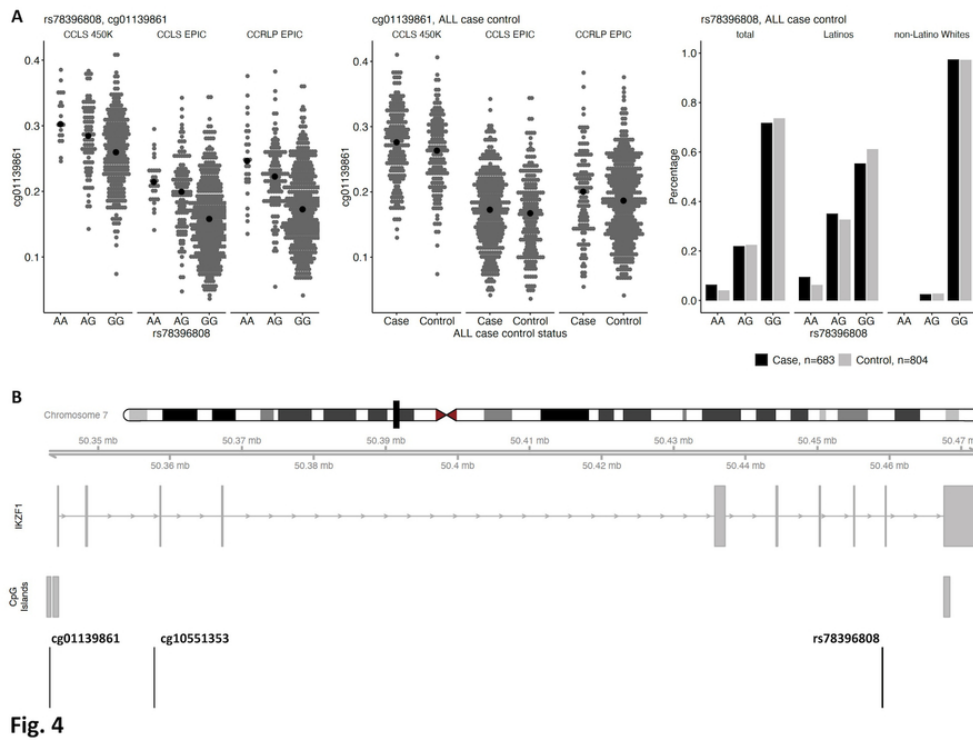 A
rs78396808, cg01139861
CCLS 450K CCLS EPIC CCRLP EPIC
cg01139861
0.4
0.3
0.2
0.1
AA AG GG AA AG GG AA AG GG
rs78396808
cg01139861, ALL case control
CCLS 450K CCLS EPIC CCRLP EPIC
cg01139861
0.4
0.3
0.2
0.1
Case Control Case Control Case Control
ALL case control status
rs78396808, ALL case control
total Latinos non-Latino Whites
Percentage
1.0
0.8
0.6
0.4
0.2
0.0
AA AG GG AA AG GG AA AG GG
rs78396808
Case, n=683 Control, n=804
B
Chromosome 7
50.35 mb 50.37 mb 50.39 mb 50.41 mb 50.43 mb 50.45 mb 50.47 mb
50.36 mb 50.38 mb 50.4 mb 50.42 mb 50.44 mb 50.46 mb
IKZF1
CpG
Islands
cg01139861 cg10551353 rs78396808
Fig. 4